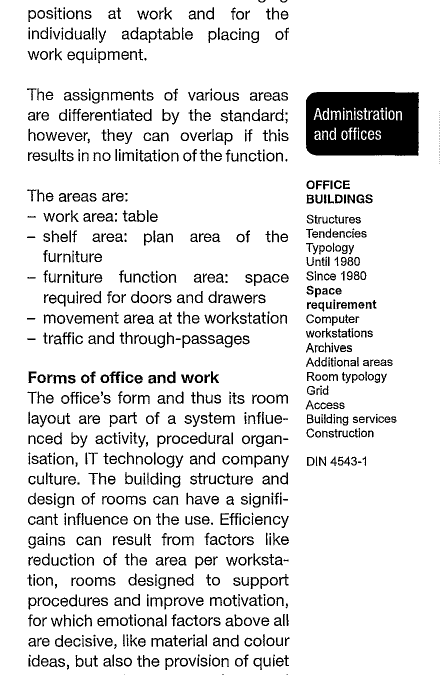 positions at work and for the
individually adaptable placing of
work equipment.
The assignments of various areas
are differentiated by the standard;
however, they can overlap if this
results in no limitation of the function.
The areas are:
– work area: table
– shelf area: plan area of the
furniture
– furniture function area: space
required for doors and drawers
– movement area at the workstation
– traffic and through-passages
Forms of office and work
The office's form and thus its room
layout are part of a system influe-
nced by activity, procedural organ-
isation, IT technology and company
culture. The building structure and
design of rooms can have a signifi-
cant influence on the use. Efficiency
gains can result from factors like
reduction of the area per worksta-
tion, rooms designed to support
procedures and improve motivation,
for which emotional factors above all
are decisive, like material and colour
ideas, but also the provision of quiet
Administration
and offices
OFFICE
BUILDINGS
Structures
Tendencies
Typology
Until 1980
Since 1980
Space
requirement
Computer
workstations
Archives
Additional areas
Room typology
Grid
Access
Building services
Construction
DIN 4543-1